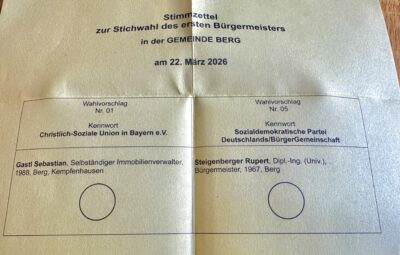 Stimmzettel
zur Stichwahl des ersten Bürgermeisters
in der GEMEINDE BERG
am 22. März 2026
Wahlvorschlag
Nr. 01
Kennwort
Christlich-Soziale Union in Bayern e.V.
Gastl Sebastian, Selbständiger Immobilienverwalter,
1988, Berg, Kempfenhausen
Wahlvorschlag
Nr. 05
Kennwort
Sozialdemokratische Partei
Deutschlands/BürgerGemeinschaft
Steigenberger Rupert, Dipl.-Ing. (Univ.),
Bürgermeister, 1967, Berg